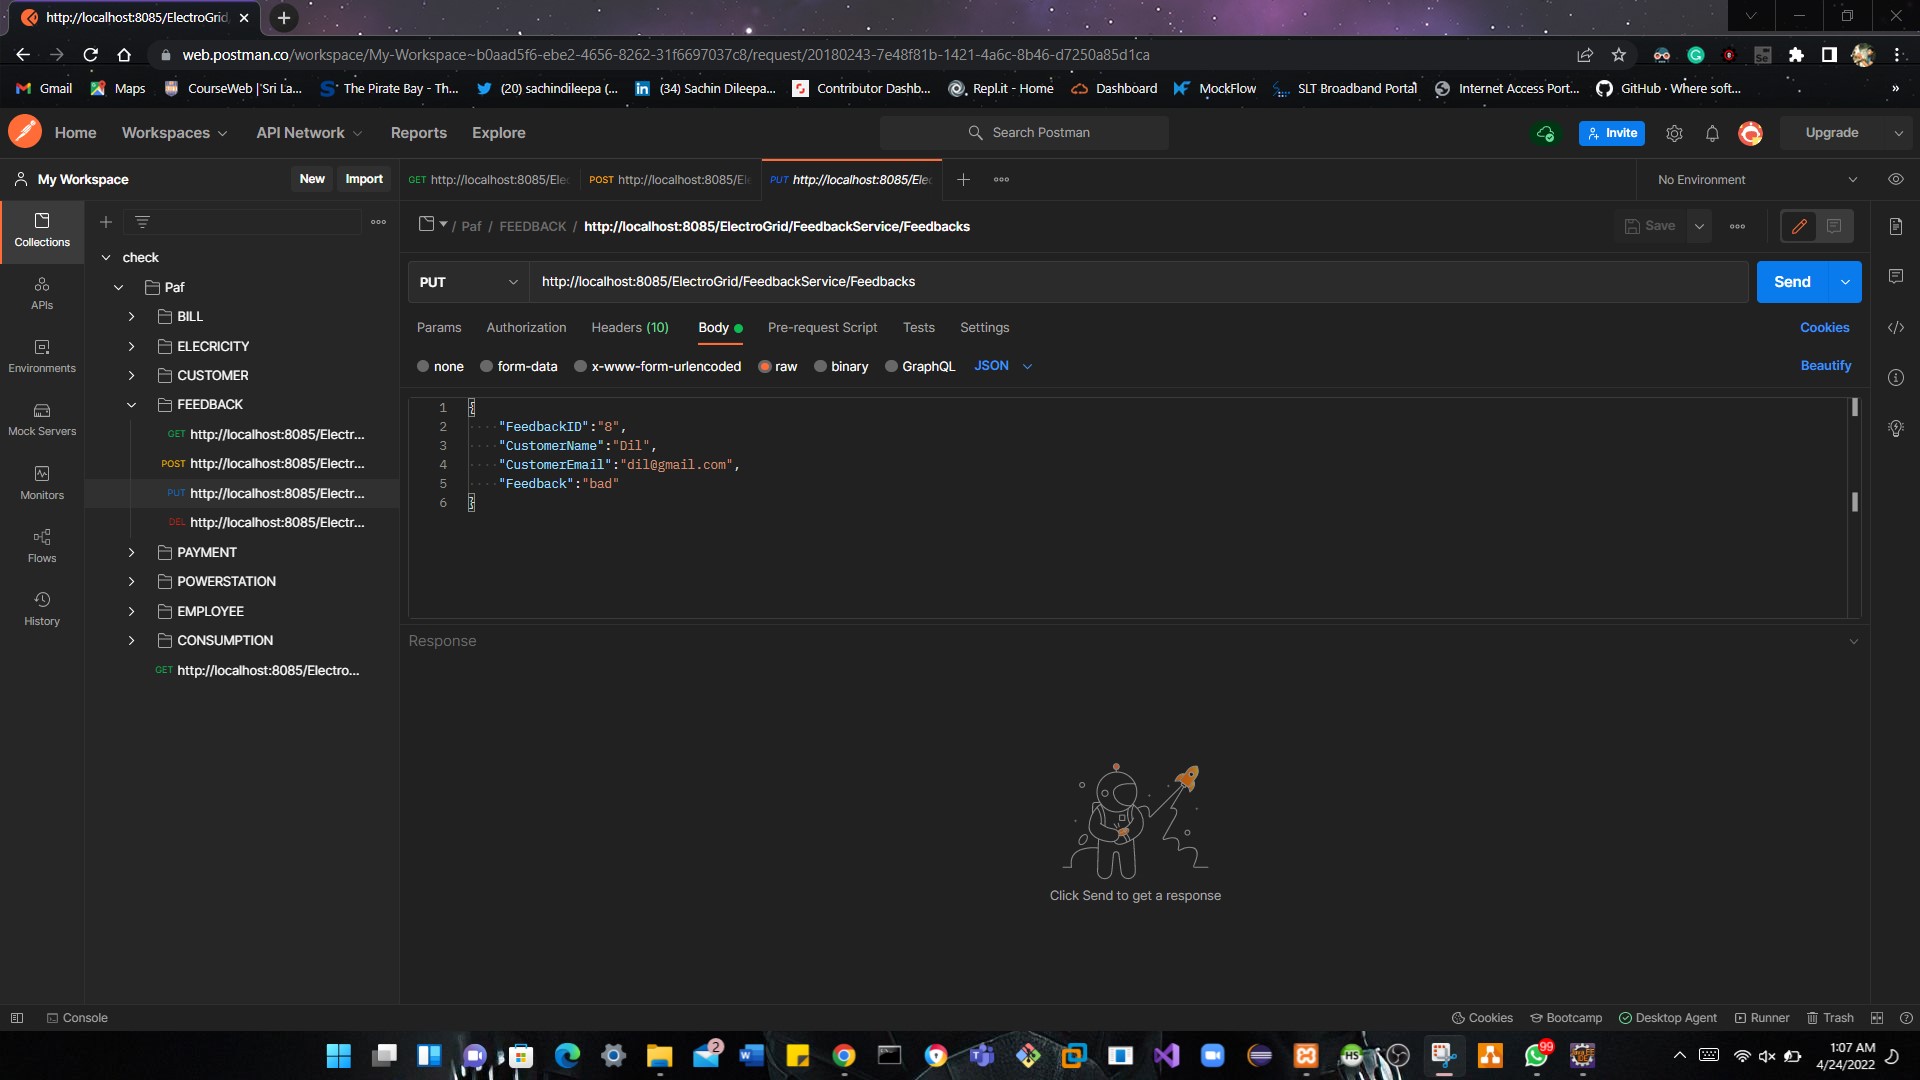 http://localhost:8085/ElectroGrid
web.postman.co/workspace/My-Workspace~b0aad5f6-ebe2-4656-8262-31f6697037c8/request/20180243-7e48f81b-1421-4a6c-8b46-d7250a85d1ca
Gmail Maps CourseWeb | Sri La... The Pirate Bay - Th... (20) sachindileepa (... (34) Sachin Dileepa... Contributor Dashb... Repl.it - Home Dashboard MockFlow SLT Broadband Portal Internet Access Port... GitHub · Where soft... »
Home Workspaces API Network Reports Explore Search Postman Invite Upgrade
My Workspace New Import GET http://localhost:8085/Ele POST http://localhost:8085/El PUT http://localhost:8085/Ele No Environment
Paf / FEEDBACK / http://localhost:8085/ElectroGrid/FeedbackService/Feedbacks Save
Collections
APIs
Environments
Mock Servers
Monitors
Flows
History
check
Paf
BILL
ELECRICITY
CUSTOMER
FEEDBACK
GET http://localhost:8085/Electr...
POST http://localhost:8085/Electr...
PUT http://localhost:8085/Electr...
DEL http://localhost:8085/Electr...
PAYMENT
POWERSTATION
EMPLOYEE
CONSUMPTION
GET http://localhost:8085/Electro...
PUT http://localhost:8085/ElectroGrid/FeedbackService/Feedbacks Send
Params Authorization Headers (10) Body Pre-request Script Tests Settings Cookies
none form-data x-www-form-urlencoded raw binary GraphQL JSON Beautify
1 {
2 "FeedbackID":"8",
3 "CustomerName":"Dil",
4 "CustomerEmail":"dil@gmail.com",
5 "Feedback":"bad"
6 }
Response
Click Send to get a response
Console Cookies Bootcamp Desktop Agent Runner Trash
2 99 1:07 AM
4/24/2022